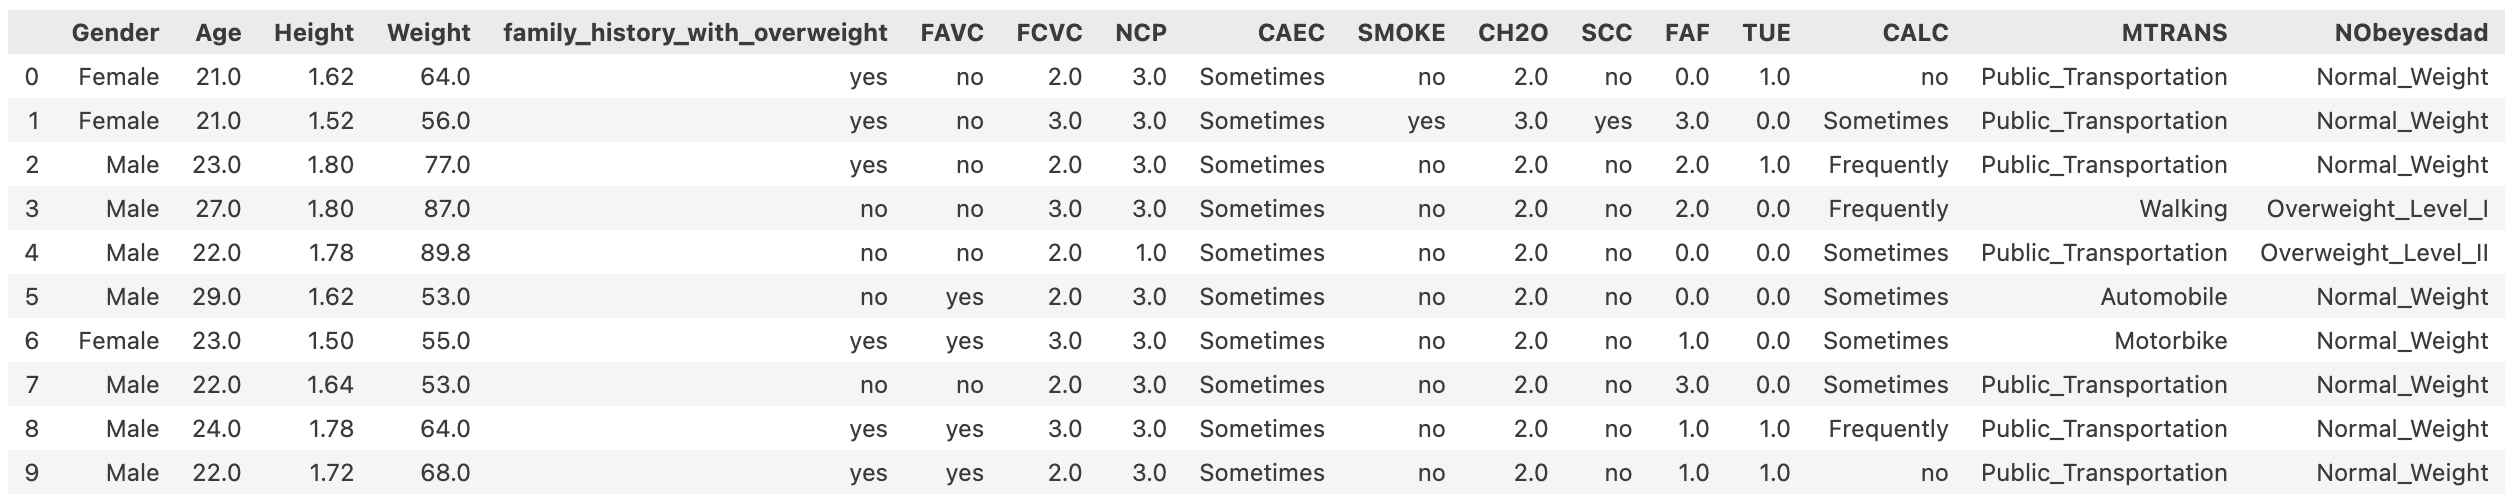 Gender Age Height Weight family_history_with_overweight FAVC FCVC NCP CAEC SMOKE CH2O SCC FAF TUE CALC MTRANS NObeyesdad
0 Female 21.0 1.62 64.0 yes no 2.0 3.0 Sometimes no 2.0 no 0.0 1.0 no Public_Transportation Normal_Weight
1 Female 21.0 1.52 56.0 yes no 3.0 3.0 Sometimes yes 3.0 yes 3.0 0.0 Sometimes Public_Transportation Normal_Weight
2 Male 23.0 1.80 77.0 yes no 2.0 3.0 Sometimes no 2.0 no 2.0 1.0 Frequently Public_Transportation Normal_Weight
3 Male 27.0 1.80 87.0 no no 3.0 3.0 Sometimes no 2.0 no 2.0 0.0 Frequently Walking Overweight_Level_I
4 Male 22.0 1.78 89.8 no no 2.0 1.0 Sometimes no 2.0 no 0.0 0.0 Sometimes Public_Transportation Overweight_Level_II
5 Male 29.0 1.62 53.0 no yes 2.0 3.0 Sometimes no 2.0 no 0.0 0.0 Sometimes Automobile Normal_Weight
6 Female 23.0 1.50 55.0 yes yes 3.0 3.0 Sometimes no 2.0 no 1.0 0.0 Sometimes Motorbike Normal_Weight
7 Male 22.0 1.64 53.0 no no 2.0 3.0 Sometimes no 2.0 no 3.0 0.0 Sometimes Public_Transportation Normal_Weight
8 Male 24.0 1.78 64.0 yes yes 3.0 3.0 Sometimes no 2.0 no 1.0 1.0 Frequently Public_Transportation Normal_Weight
9 Male 22.0 1.72 68.0 yes yes 2.0 3.0 Sometimes no 2.0 no 1.0 1.0 no Public_Transportation Normal_Weight